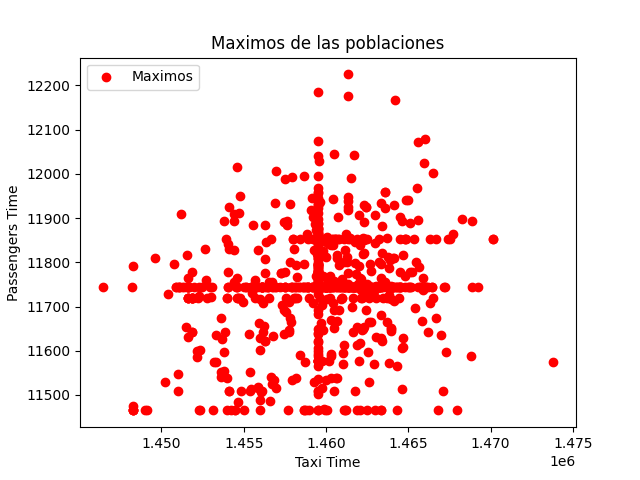 Maximos de las poblaciones
Maximos
Passengers Time
12200
12100
12000
11900
11800
11700
11600
11500
1.450 1.455 1.460 1.465 1.470 1.475
1e6
Taxi Time